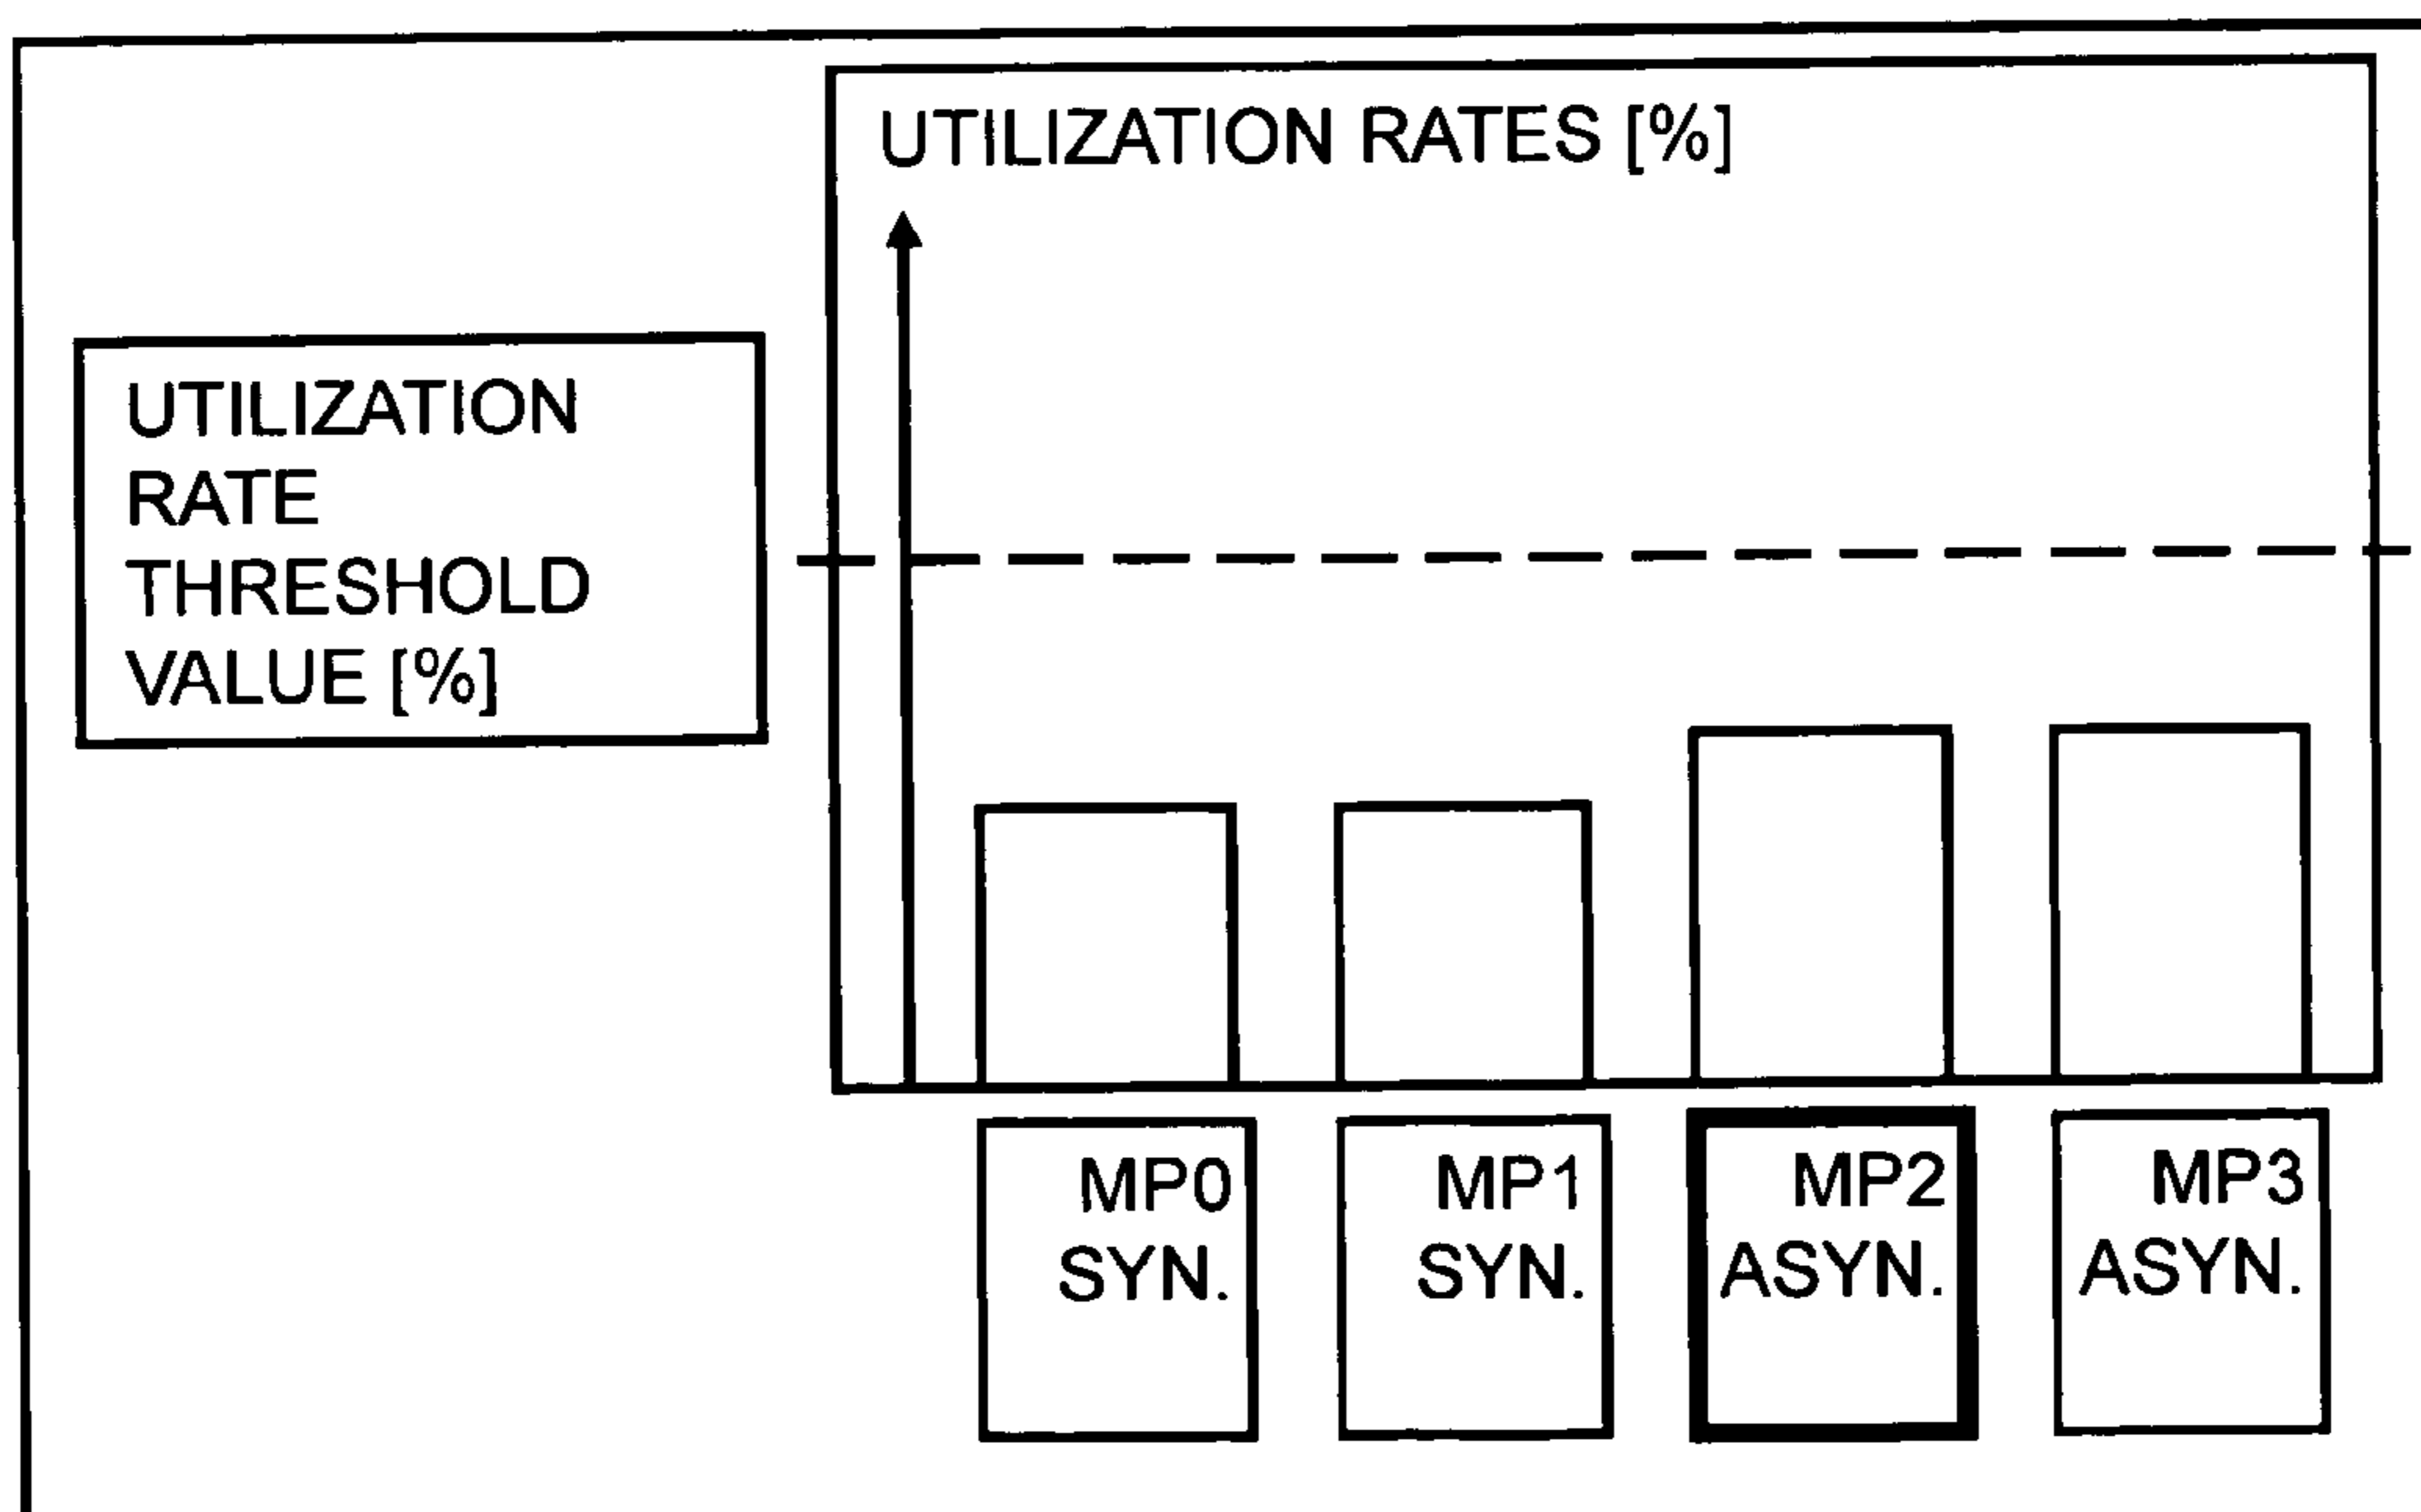 UTILIZATION RATES [%]
UTILIZATION
RATE
THRESHOLD
VALUE [%]
MP0
SYN.
MP1
SYN.
MP2
ASYN.
MP3
ASYN.